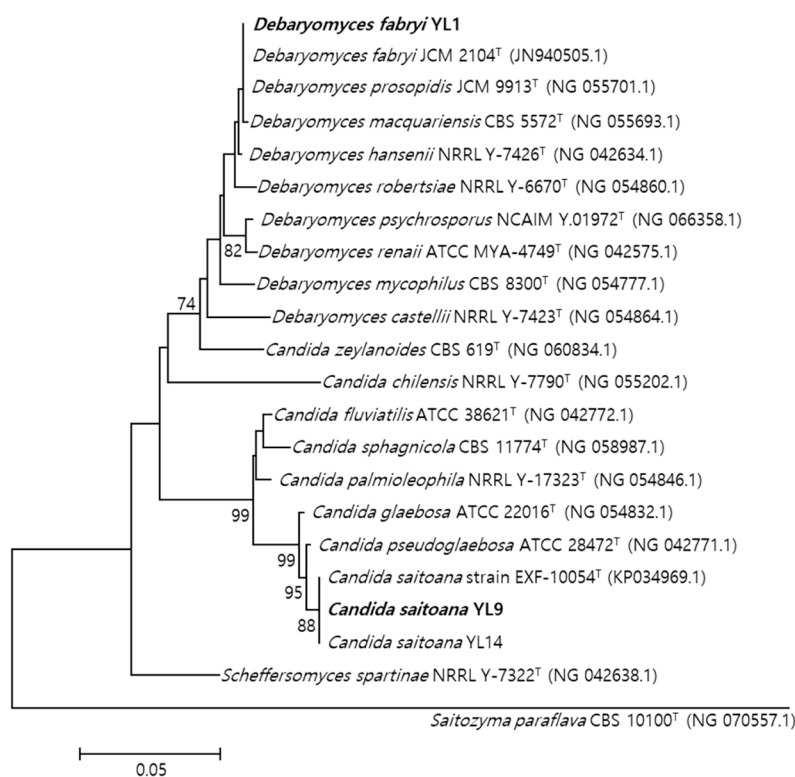 Debaryomyces fabryi YL1
Debaryomyces fabryi JCM 2104ᵀ (JN940505.1)
Debaryomyces prosopidis JCM 9913ᵀ (NG 055701.1)
Debaryomyces macquariensis CBS 5572ᵀ (NG 055693.1)
Debaryomyces hansenii NRRL Y-7426ᵀ (NG 042634.1)
Debaryomyces robertsiae NRRL Y-6670ᵀ (NG 054860.1)
Debaryomyces psychrosporus NCAIM Y.01972ᵀ (NG 066358.1)
82
Debaryomyces renaii ATCC MYA-4749ᵀ (NG 042575.1)
Debaryomyces mycophilus CBS 8300ᵀ (NG 054777.1)
74
Debaryomyces castellii NRRL Y-7423ᵀ (NG 054864.1)
Candida zeylanoides CBS 619ᵀ (NG 060834.1)
Candida chilensis NRRL Y-7790ᵀ (NG 055202.1)
Candida fluviatilis ATCC 38621ᵀ (NG 042772.1)
Candida sphagnicola CBS 11774ᵀ (NG 058987.1)
Candida palmioleophila NRRL Y-17323ᵀ (NG 054846.1)
99
Candida glaebosa ATCC 22016ᵀ (NG 054832.1)
Candida pseudoglaebosa ATCC 28472ᵀ (NG 042771.1)
99
Candida saitoana strain EXF-10054ᵀ (KP034969.1)
95
Candida saitoana YL9
88
Candida saitoana YL14
Scheffersomyces spartinae NRRL Y-7322ᵀ (NG 042638.1)
Saitozyma paraflava CBS 10100ᵀ (NG 070557.1)
0.05